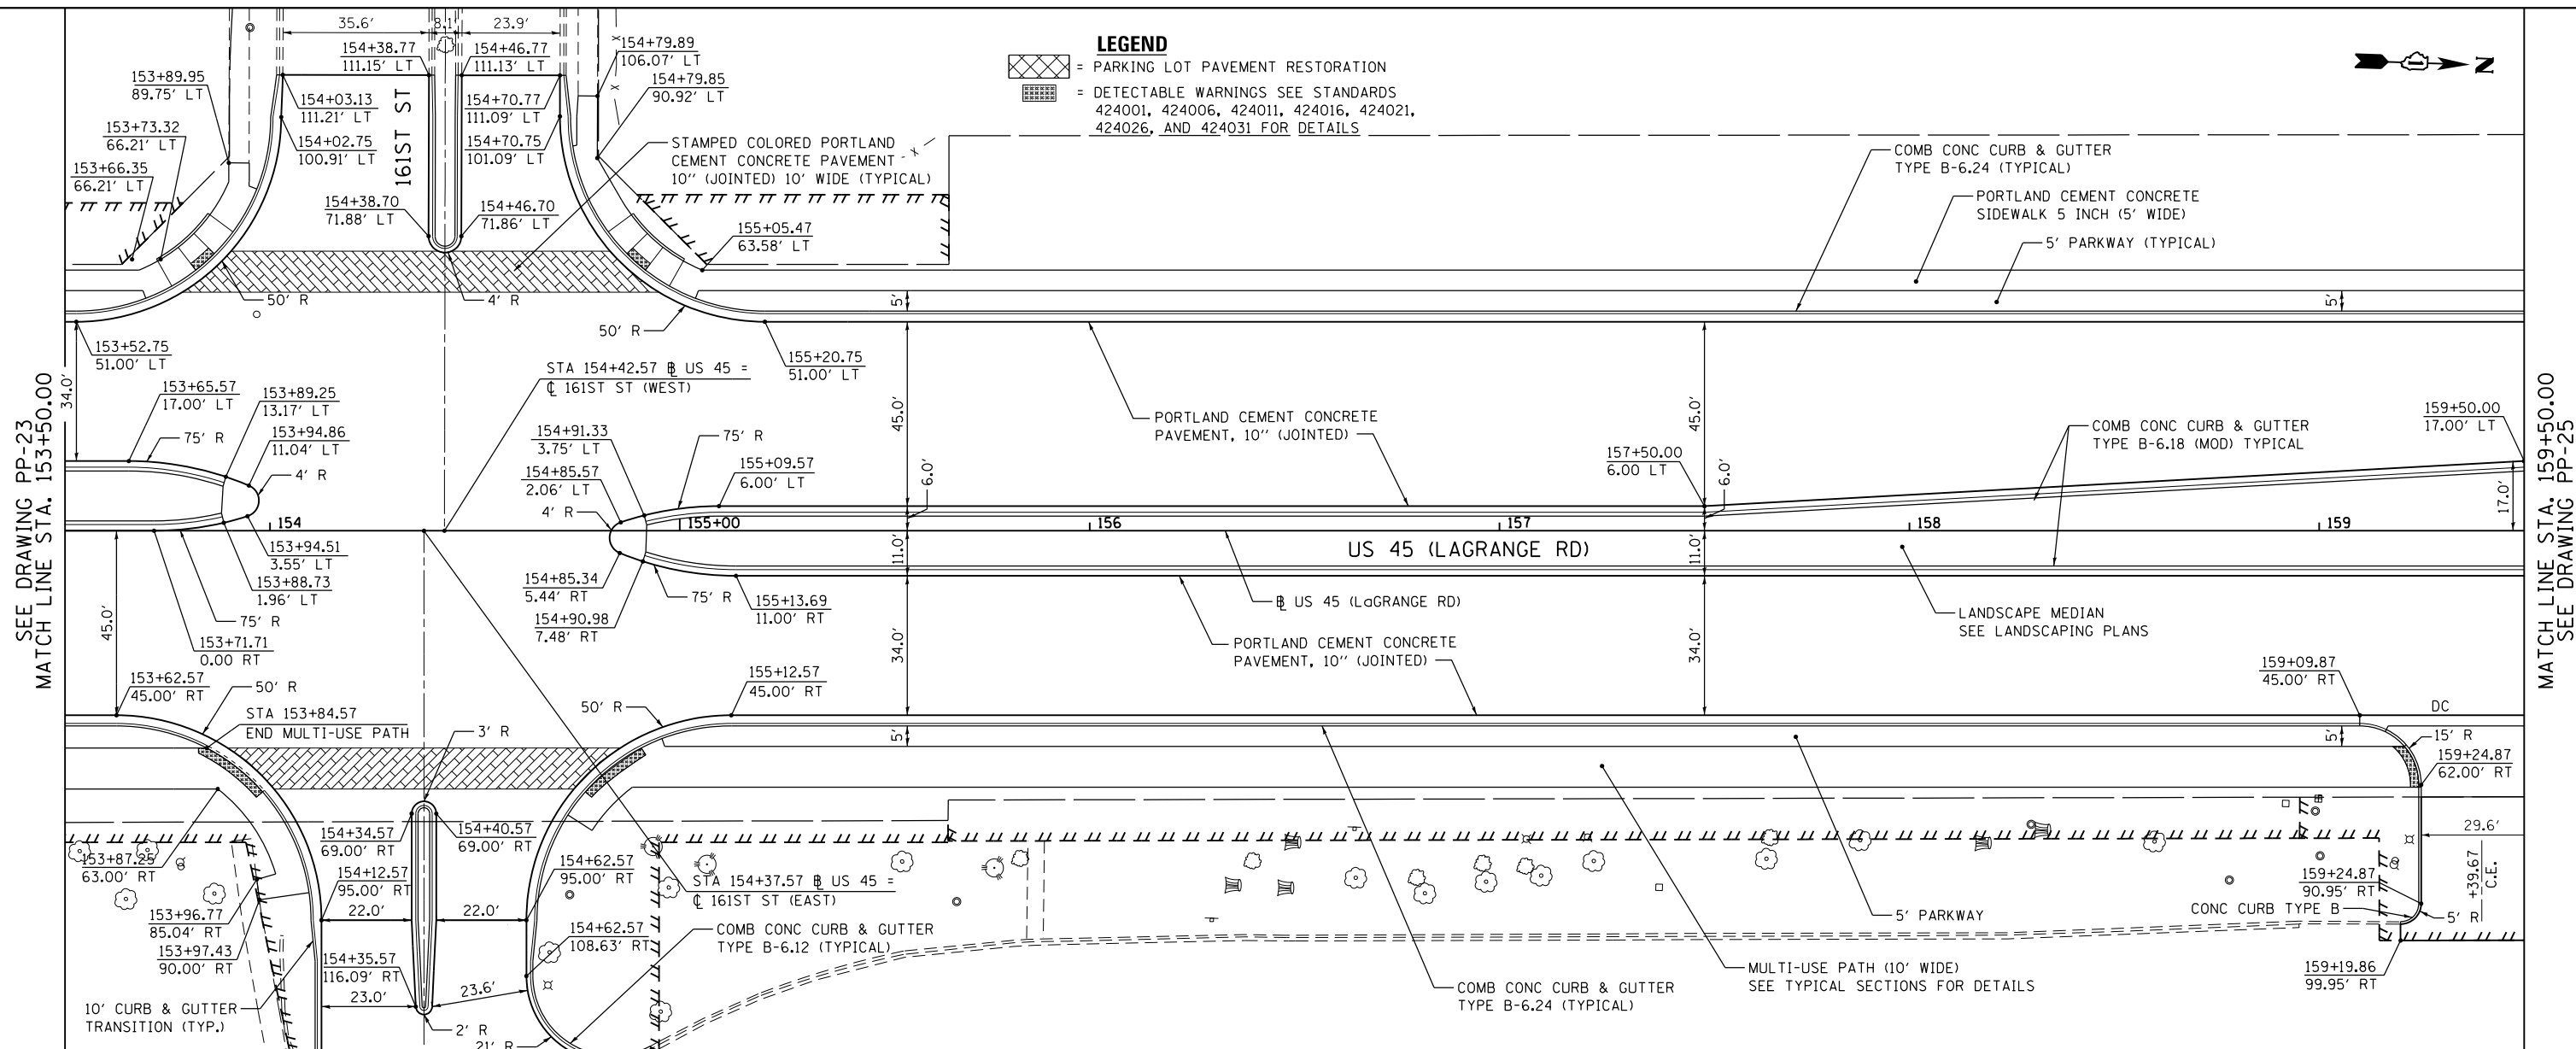 35.6'
8.1'
23.9'
154+38.77
111.15' LT
154+46.77
111.13' LT
154+79.89
106.07' LT
154+79.85
90.92' LT
153+89.95
89.75' LT
154+03.13
111.21' LT
154+70.77
111.09' LT
153+73.32
66.21' LT
154+02.75
100.91' LT
154+70.75
101.09' LT
161ST ST
153+66.35
66.21' LT
154+38.70
71.88' LT
154+46.70
71.86' LT
STAMPED COLORED PORTLAND
CEMENT CONCRETE PAVEMENT
10" (JOINTED) 10' WIDE (TYPICAL)
155+05.47
63.58' LT
LEGEND
= PARKING LOT PAVEMENT RESTORATION
= DETECTABLE WARNINGS SEE STANDARDS
424001, 424006, 424011, 424016, 424021,
424026, AND 424031 FOR DETAILS
N
COMB CONC CURB & GUTTER
TYPE B-6.24 (TYPICAL)
PORTLAND CEMENT CONCRETE
SIDEWALK 5 INCH (5' WIDE)
5' PARKWAY (TYPICAL)
50' R
4' R
50' R
5'
5'
153+52.75
51.00' LT
155+20.75
51.00' LT
STA 154+42.57 ℄ US 45 =
℄ 161ST ST (WEST)
SEE DRAWING PP-23
MATCH LINE STA. 153+50.00
34.0'
153+65.57
17.00' LT
75' R
153+89.25
13.17' LT
153+94.86
11.04' LT
4' R
154+91.33
3.75' LT
154+85.57
2.06' LT
4' R
75' R
155+09.57
6.00' LT
45.0'
6.0'
PORTLAND CEMENT CONCRETE
PAVEMENT, 10" (JOINTED)
45.0'
157+50.00
6.00 LT
6.0'
COMB CONC CURB & GUTTER
TYPE B-6.18 (MOD) TYPICAL
159+50.00
17.00' LT
17.0'
MATCH LINE STA. 159+50.00
SEE DRAWING PP-25
154
155+00
156
157
158
159
US 45 (LAGRANGE RD)
153+94.51
3.55' LT
153+88.73
1.96' LT
75' R
153+71.71
0.00 RT
45.0'
154+85.34
5.44' RT
154+90.98
7.48' RT
75' R
155+13.69
11.00' RT
11.0'
11.0'
34.0'
34.0'
℄ US 45 (LaGRANGE RD)
PORTLAND CEMENT CONCRETE
PAVEMENT, 10" (JOINTED)
LANDSCAPE MEDIAN
SEE LANDSCAPING PLANS
153+62.57
45.00' RT
50' R
STA 153+84.57
END MULTI-USE PATH
3' R
50' R
155+12.57
45.00' RT
5'
159+09.87
45.00' RT
DC
5'
15' R
159+24.87
62.00' RT
153+87.25
63.00' RT
154+34.57
69.00' RT
154+40.57
69.00' RT
154+12.57
95.00' RT
154+62.57
95.00' RT
STA 154+37.57 ℄ US 45 =
℄ 161ST ST (EAST)
153+96.77
85.04' RT
153+97.43
90.00' RT
22.0'
22.0'
154+62.57
108.63' RT
COMB CONC CURB & GUTTER
TYPE B-6.12 (TYPICAL)
154+35.57
116.09' RT
23.0'
23.6'
10' CURB & GUTTER
TRANSITION (TYP.)
2' R
21' R
COMB CONC CURB & GUTTER
TYPE B-6.24 (TYPICAL)
MULTI-USE PATH (10' WIDE)
SEE TYPICAL SECTIONS FOR DETAILS
5' PARKWAY
29.6'
159+24.87
90.95' RT
+39.67
C.E.
CONC CURB TYPE B
5' R
159+19.86
99.95' RT